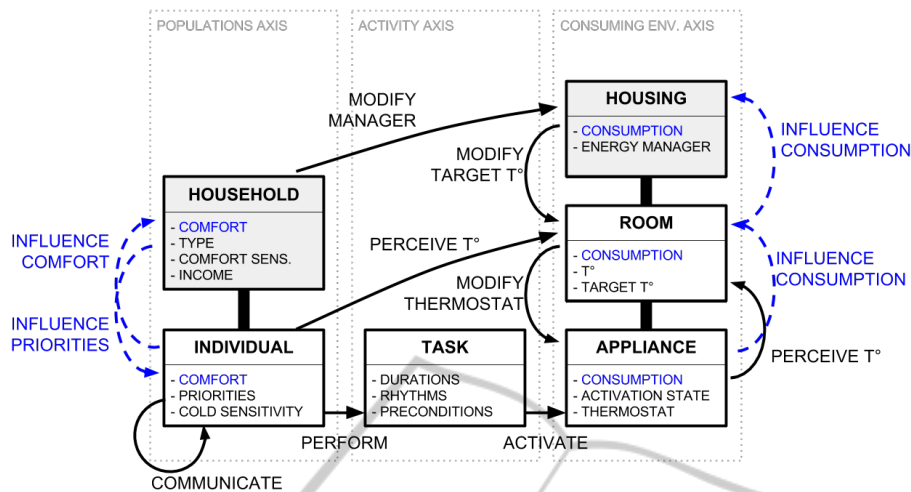 POPULATIONS AXIS
ACTIVITY AXIS
CONSUMING ENV. AXIS
MODIFY
MANAGER
HOUSING
- CONSUMPTION
- ENERGY MANAGER
INFLUENCE
CONSUMPTION
MODIFY
TARGET T°
HOUSEHOLD
- COMFORT
- TYPE
- COMFORT SENS.
- INCOME
INFLUENCE
COMFORT
PERCEIVE T°
ROOM
- CONSUMPTION
- T°
- TARGET T°
INFLUENCE
CONSUMPTION
MODIFY
THERMOSTAT
INFLUENCE
PRIORITIES
INDIVIDUAL
- COMFORT
- PRIORITIES
- COLD SENSITIVITY
TASK
- DURATIONS
- RHYTHMS
- PRECONDITIONS
APPLIANCE
- CONSUMPTION
- ACTIVATION STATE
- THERMOSTAT
PERCEIVE T°
PERFORM
ACTIVATE
COMMUNICATE